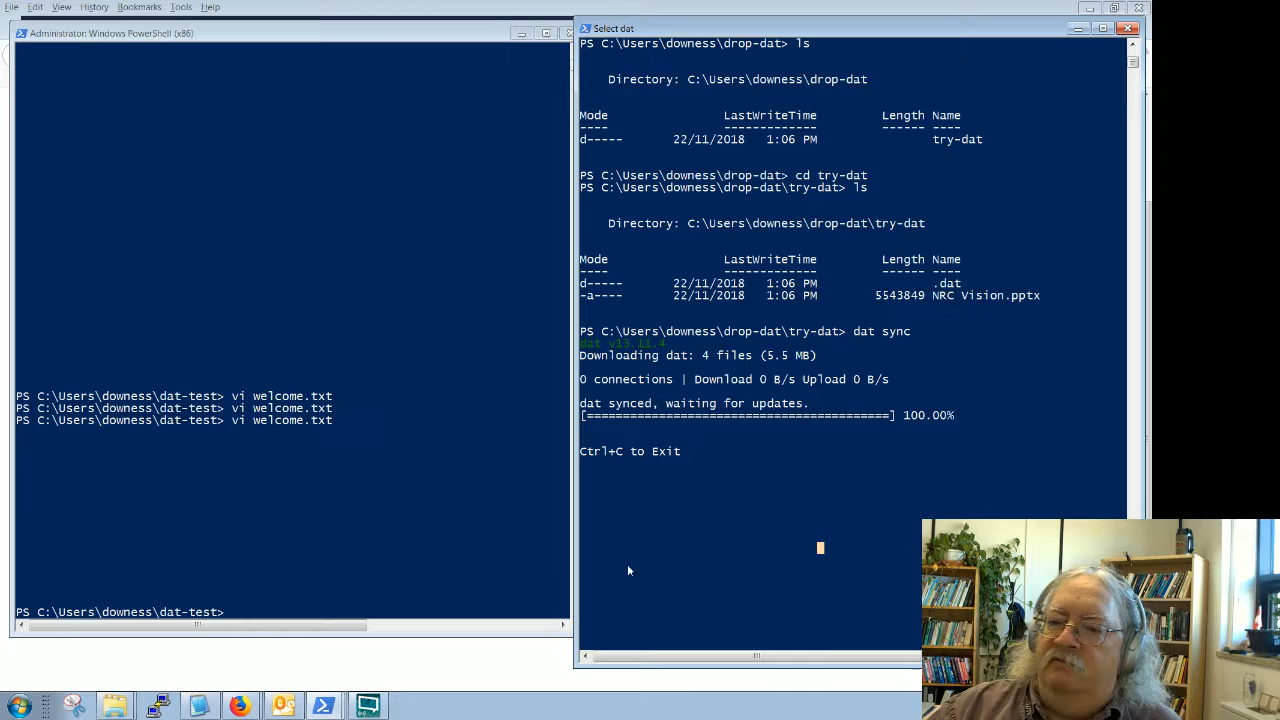 File Edit View History Bookmarks Tools Help
Administrator: Windows PowerShell (x86)
PS C:\Users\downess\dat-test> vi welcome.txt
PS C:\Users\downess\dat-test> vi welcome.txt
PS C:\Users\downess\dat-test> vi welcome.txt
PS C:\Users\downess\dat-test>
Select dat
PS C:\Users\downess\drop-dat> ls
Directory: C:\Users\downess\drop-dat
Mode LastWriteTime Length Name
---- ------------- ------ ----
d----- 22/11/2018 1:06 PM try-dat
PS C:\Users\downess\drop-dat> cd try-dat
PS C:\Users\downess\drop-dat\try-dat> ls
Directory: C:\Users\downess\drop-dat\try-dat
Mode LastWriteTime Length Name
---- ------------- ------ ----
d----- 22/11/2018 1:06 PM .dat
-a---- 22/11/2018 1:06 PM 5543849 NRC Vision.pptx
PS C:\Users\downess\drop-dat\try-dat> dat sync
dat v13.11.4
Downloading dat: 4 files (5.5 MB)
0 connections | Download 0 B/s Upload 0 B/s
dat synced, waiting for updates.
[=========================================] 100.00%
Ctrl+C to Exit